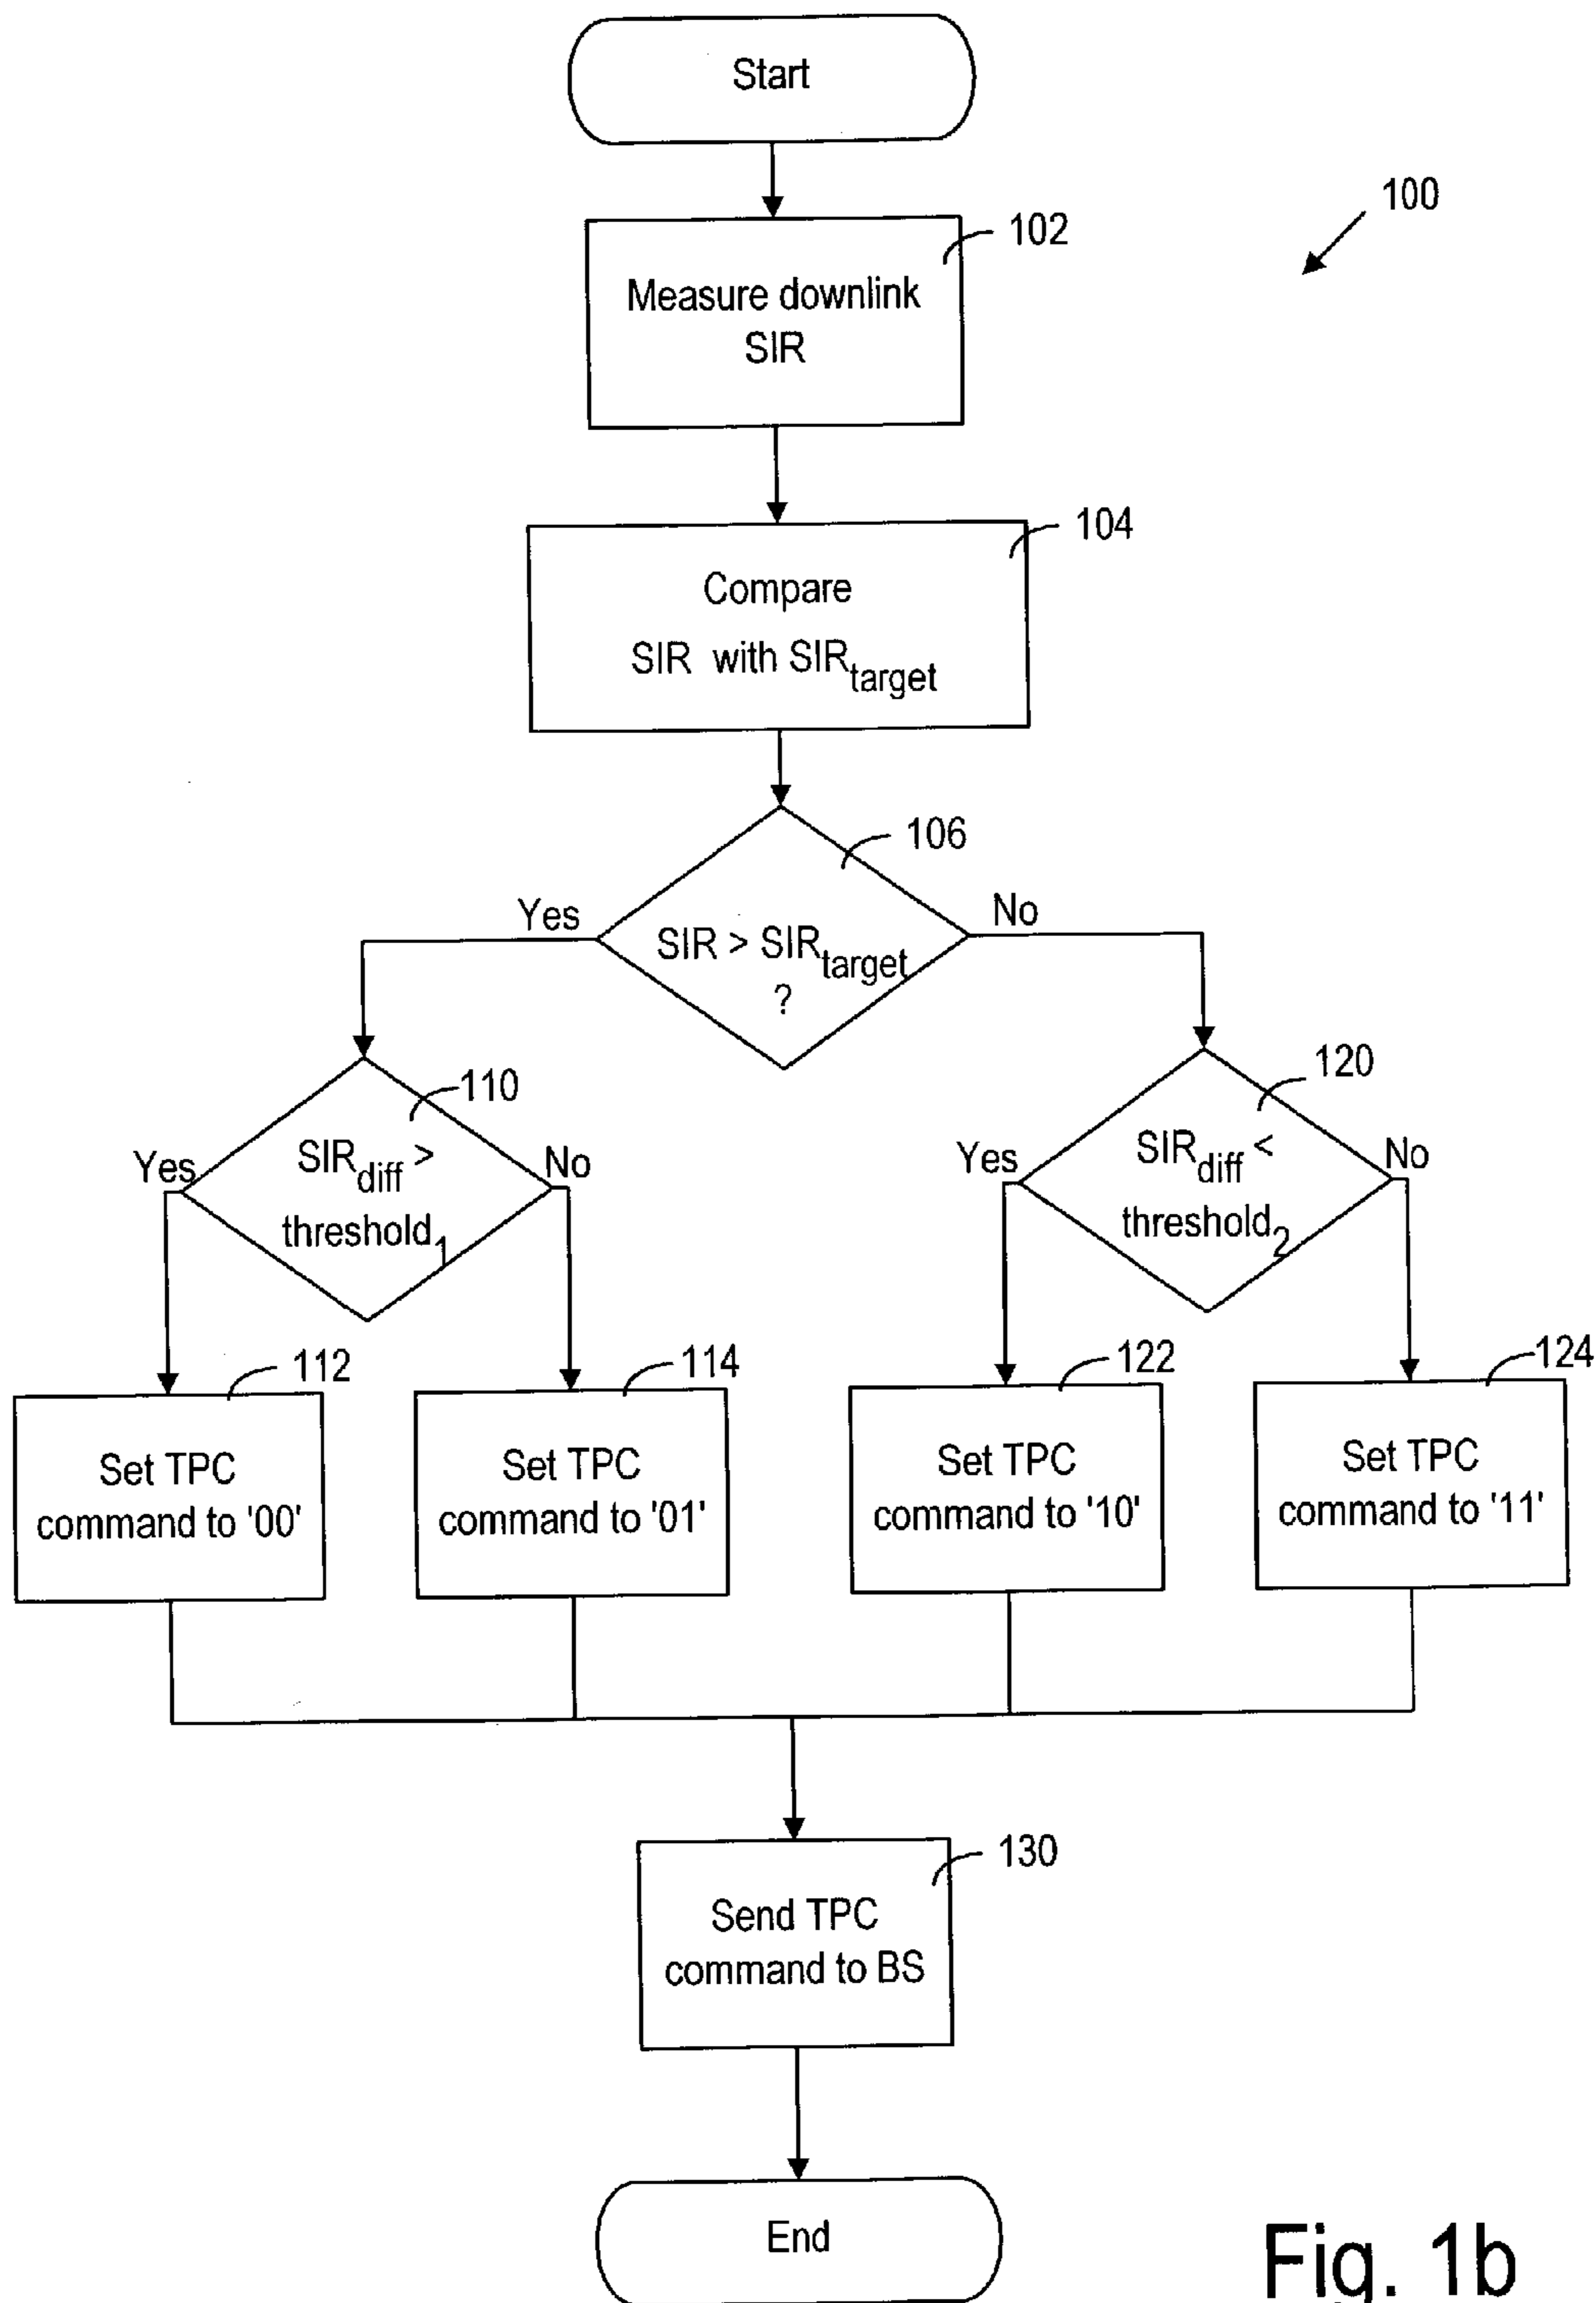 Start
100
102
Measure downlink
SIR
104
Compare
SIR with SIRtarget
106
Yes
No
SIR > SIRtarget
?
110
120
Yes
SIRdiff >
No
threshold1
Yes
SIRdiff <
No
threshold2
112
114
122
124
Set TPC
command to '00'
Set TPC
command to '01'
Set TPC
command to '10'
Set TPC
command to '11'
130
Send TPC
command to BS
End
Fig. 1b